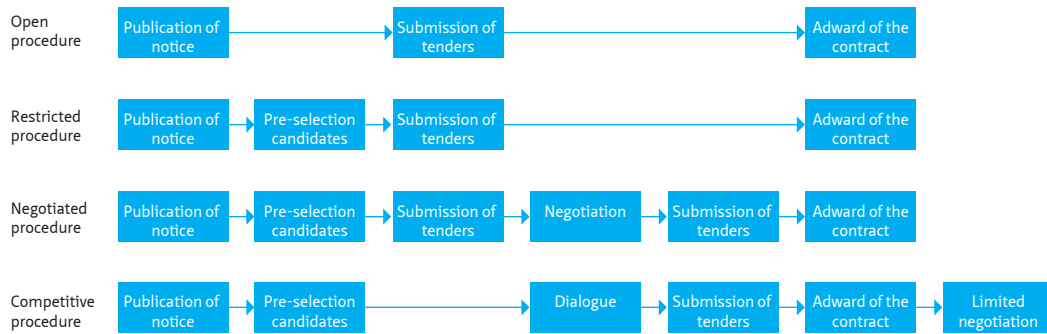 Open
procedure
Publication of
notice
Submission of
tenders
Adward of the
contract
Restricted
procedure
Publication of
notice
Pre-selection
candidates
Submission of
tenders
Adward of the
contract
Negotiated
procedure
Publication of
notice
Pre-selection
candidates
Submission of
tenders
Negotiation
Submission of
tenders
Adward of the
contract
Competitive
procedure
Publication of
notice
Pre-selection
candidates
Dialogue
Submission of
tenders
Adward of the
contract
Limited
negotiation